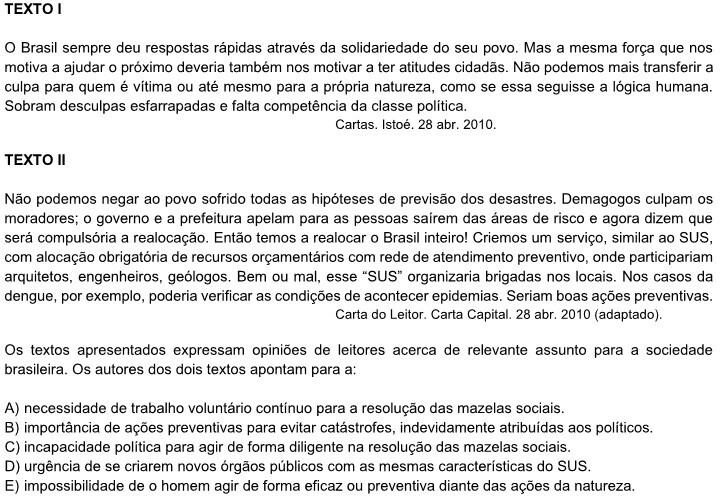 TEXTO I
O Brasil sempre deu respostas rápidas através da solidariedade do seu povo. Mas a mesma força que nos
motiva a ajudar o próximo deveria também nos motivar a ter atitudes cidadãs. Não podemos mais transferir a
culpa para quem é vítima ou até mesmo para a própria natureza, como se essa seguisse a lógica humana.
Sobram desculpas esfarrapadas e falta competência da classe política.
Cartas. Istoé. 28 abr. 2010.
TEXTO II
Não podemos negar ao povo sofrido todas as hipóteses de previsão dos desastres. Demagogos culpam os
moradores; o governo e a prefeitura apelam para as pessoas saírem das áreas de risco e agora dizem que
será compulsória a realocação. Então temos a realocar o Brasil inteiro! Criemos um serviço, similar ao SUS,
com alocação obrigatória de recursos orçamentários com rede de atendimento preventivo, onde participariam
arquitetos, engenheiros, geólogos. Bem ou mal, esse “SUS” organizaria brigadas nos locais. Nos casos da
dengue, por exemplo, poderia verificar as condições de acontecer epidemias. Seriam boas ações preventivas.
Carta do Leitor. Carta Capital. 28 abr. 2010 (adaptado).
Os textos apresentados expressam opiniões de leitores acerca de relevante assunto para a sociedade
brasileira. Os autores dos dois textos apontam para a:
A) necessidade de trabalho voluntário contínuo para a resolução das mazelas sociais.
B) importância de ações preventivas para evitar catástrofes, indevidamente atribuídas aos políticos.
C) incapacidade política para agir de forma diligente na resolução das mazelas sociais.
D) urgência de se criarem novos órgãos públicos com as mesmas características do SUS.
E) impossibilidade de o homem agir de forma eficaz ou preventiva diante das ações da natureza.